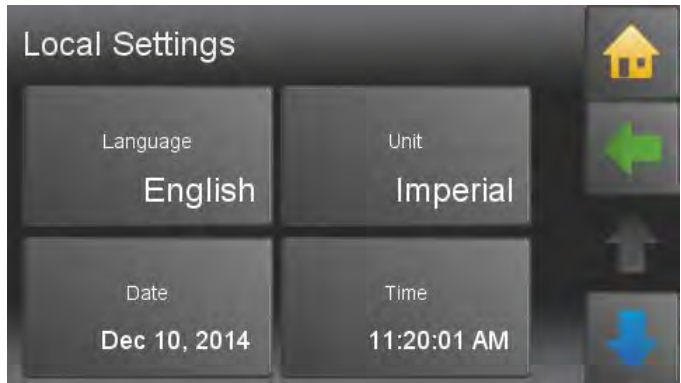 Local Settings
Language
English
Unit
Imperial
Date
Dec 10, 2014
Time
11:20:01 AM